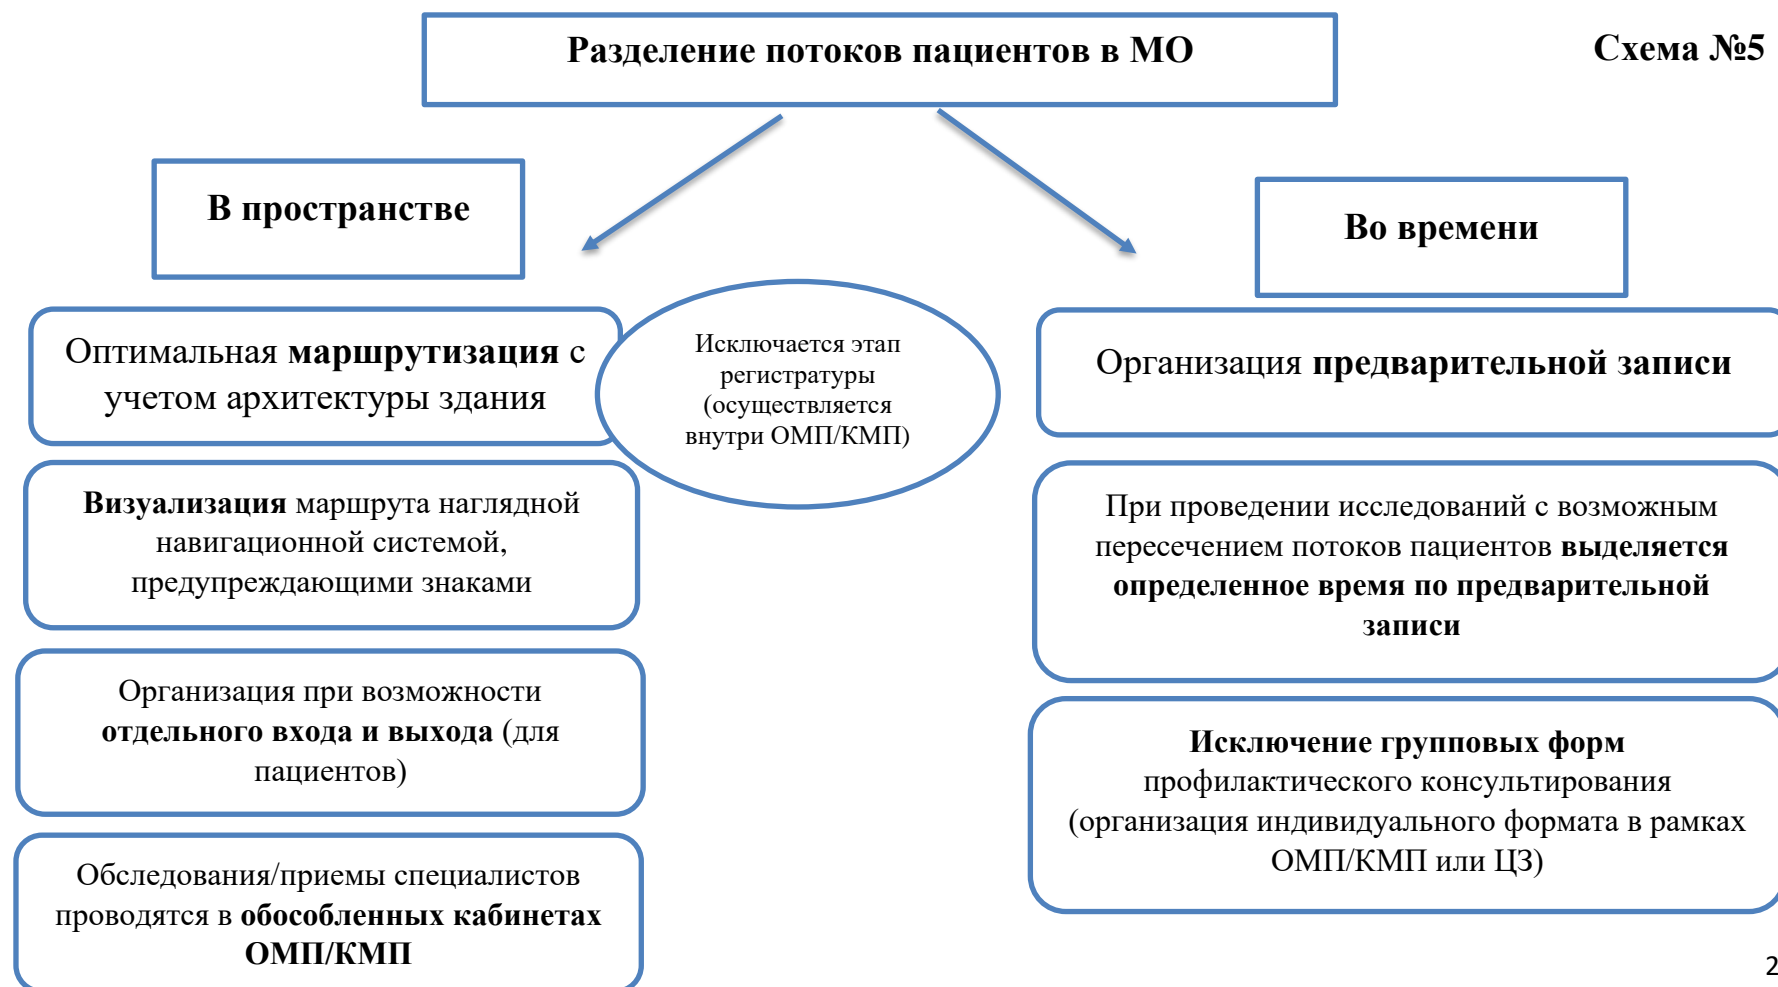 Разделение потоков пациентов в МО
Схема №5
В пространстве
Во времени
Оптимальная маршрутизация с
учетом архитектуры здания
Визуализация маршрута наглядной
навигационной системой,
предупреждающими знаками
Организация при возможности
отдельного входа и выхода (для
пациентов)
Обследования/приемы специалистов
проводятся в обособленных кабинетах
ОМП/КМП
Исключается этап
регистратуры
(осуществляется
внутри ОМП/КМП)
Организация предварительной записи
При проведении исследований с возможным
пересечением потоков пациентов выделяется
определенное время по предварительной
записи
Исключение групповых форм
профилактического консультирования
(организация индивидуального формата в рамках
ОМП/КМП или ЦЗ)
2